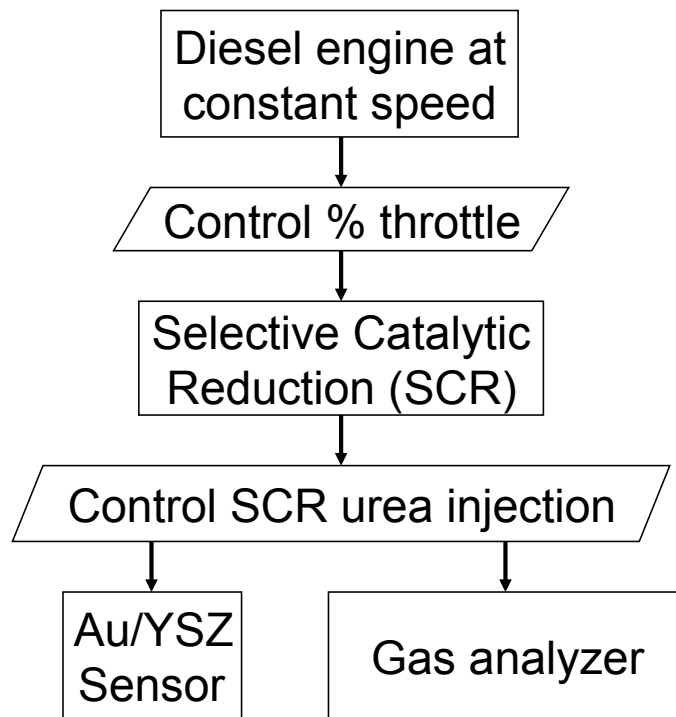 Diesel engine at
constant speed
Control % throttle
Selective Catalytic
Reduction (SCR)
Control SCR urea injection
Au/YSZ
Sensor
Gas analyzer